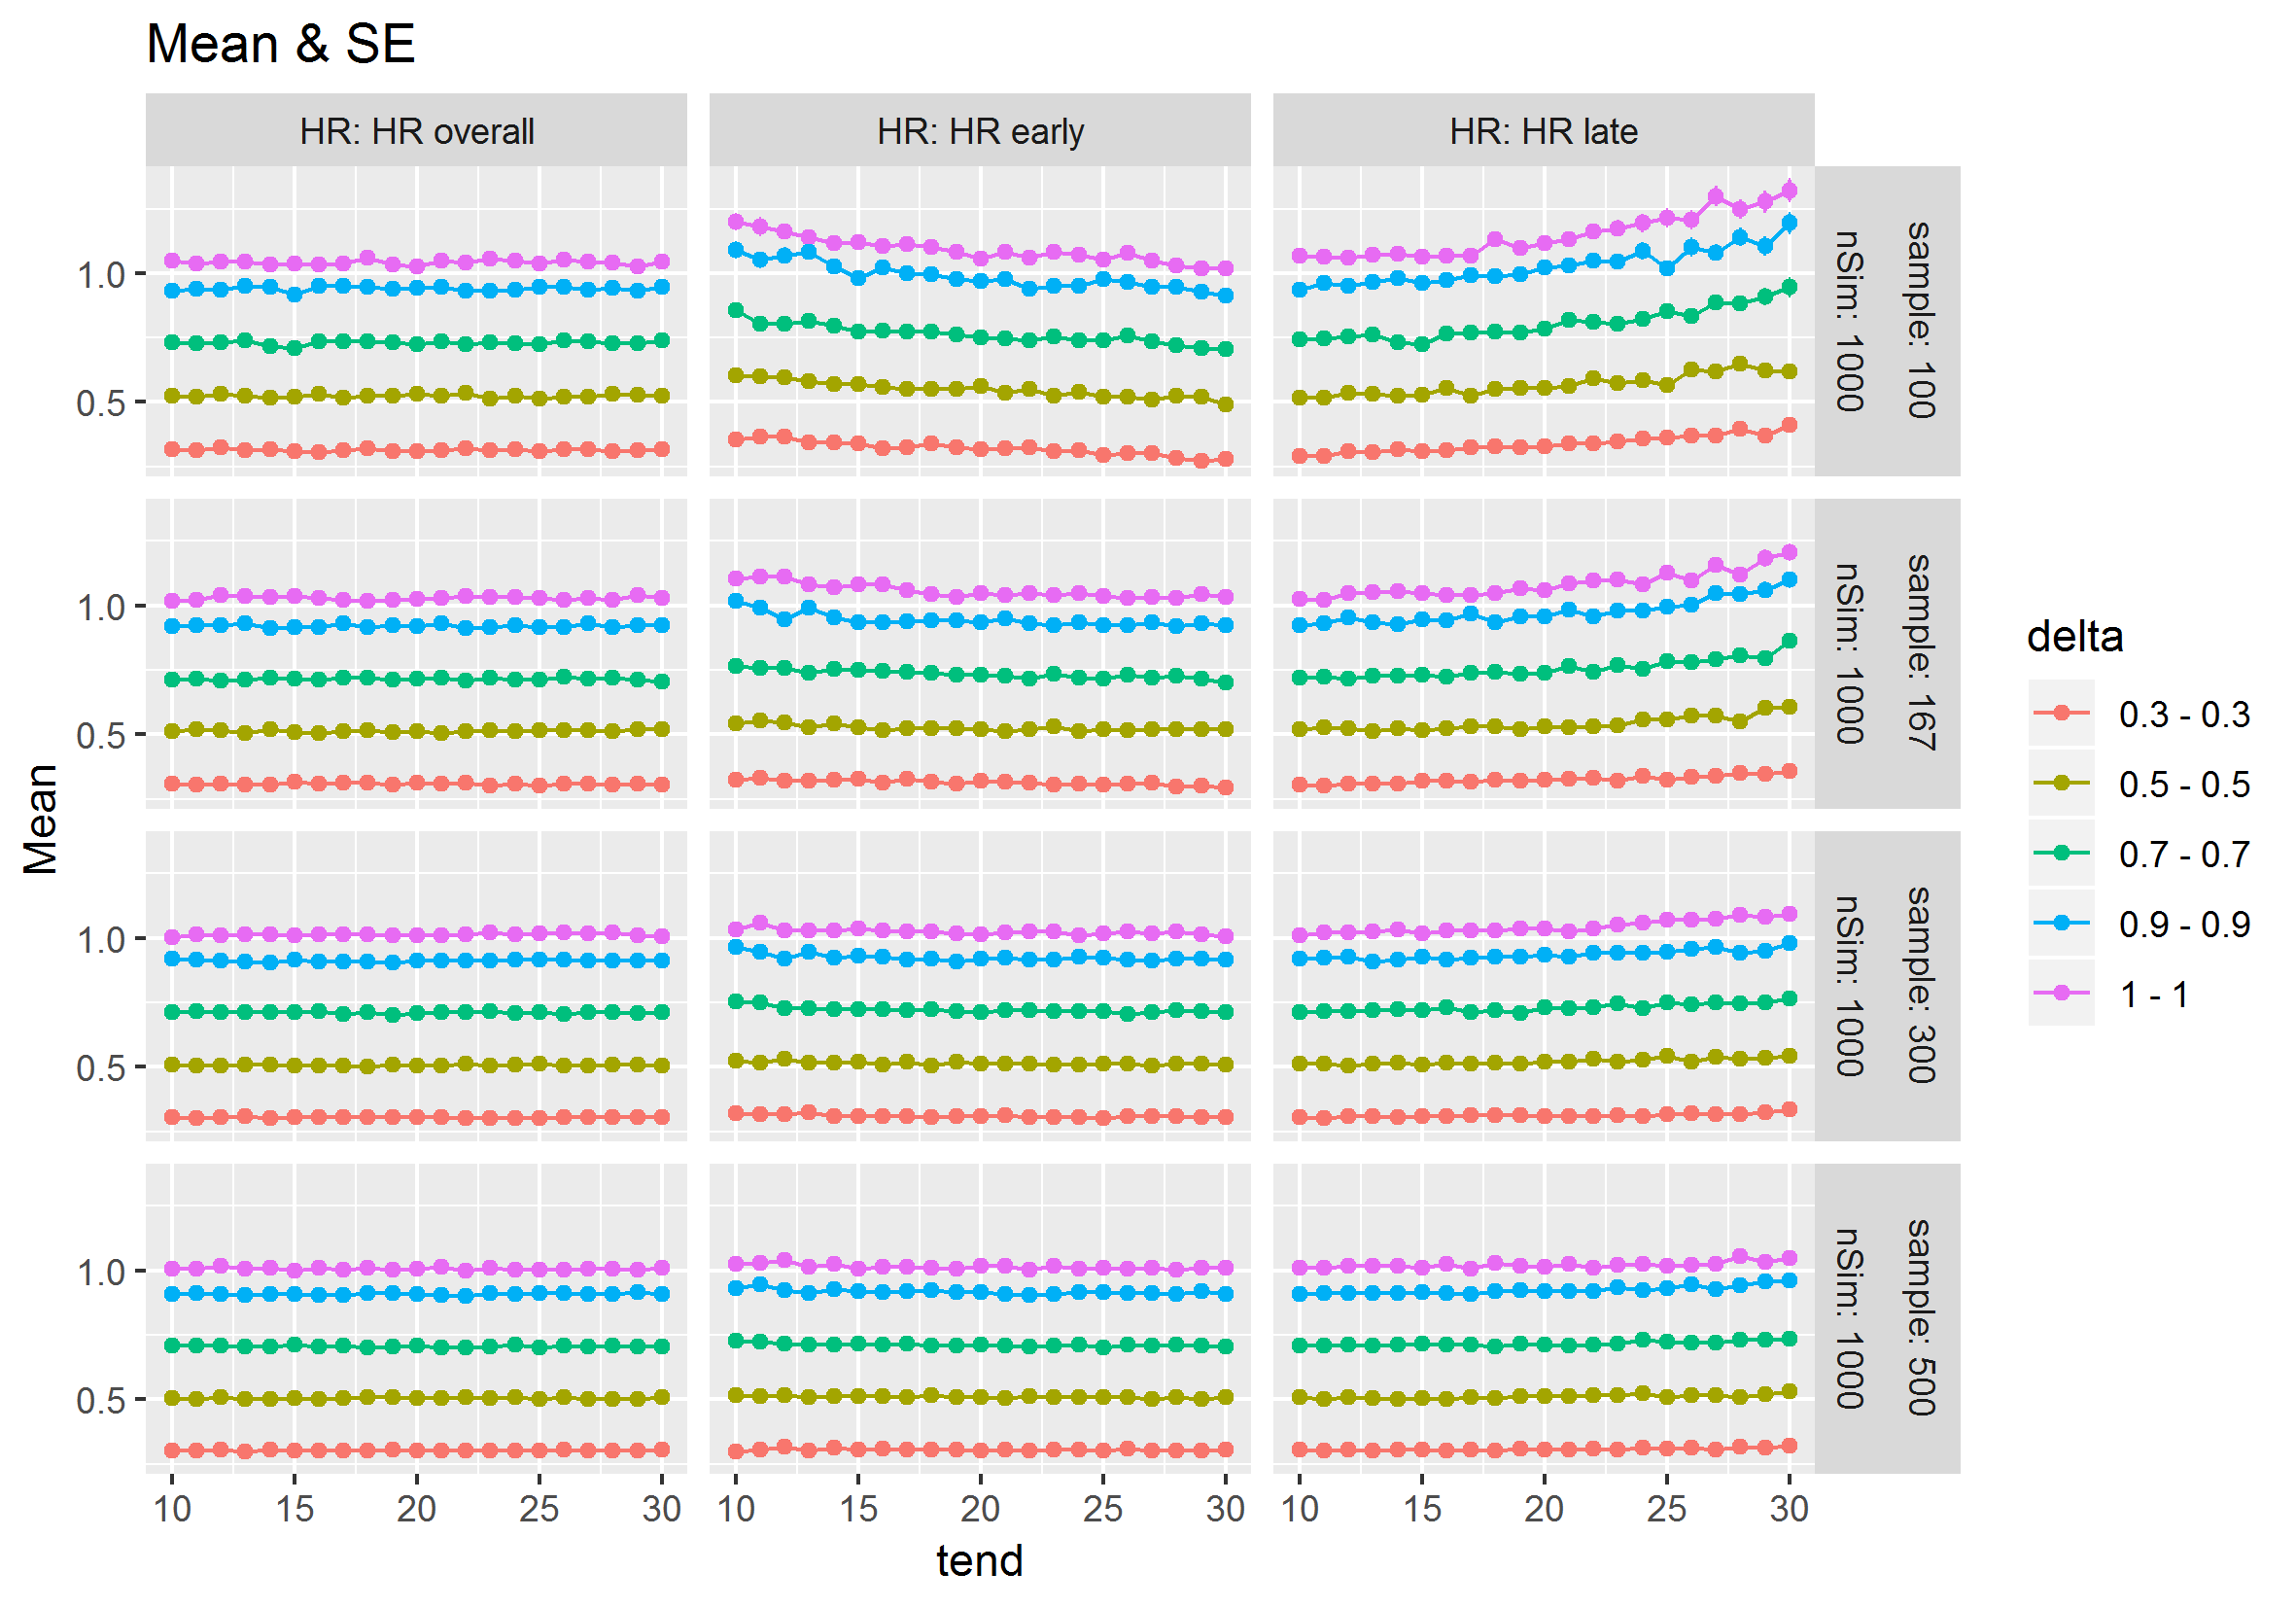 Mean & SE
HR: HR overall
HR: HR early
HR: HR late
1.0
0.5
sample: 100
nSim: 1000
1.0
0.5
sample: 167
nSim: 1000
1.0
0.5
sample: 300
nSim: 1000
1.0
0.5
sample: 500
nSim: 1000
10 15 20 25 30
10 15 20 25 30
10 15 20 25 30
tend
Mean
delta
0.3 - 0.3
0.5 - 0.5
0.7 - 0.7
0.9 - 0.9
1 - 1